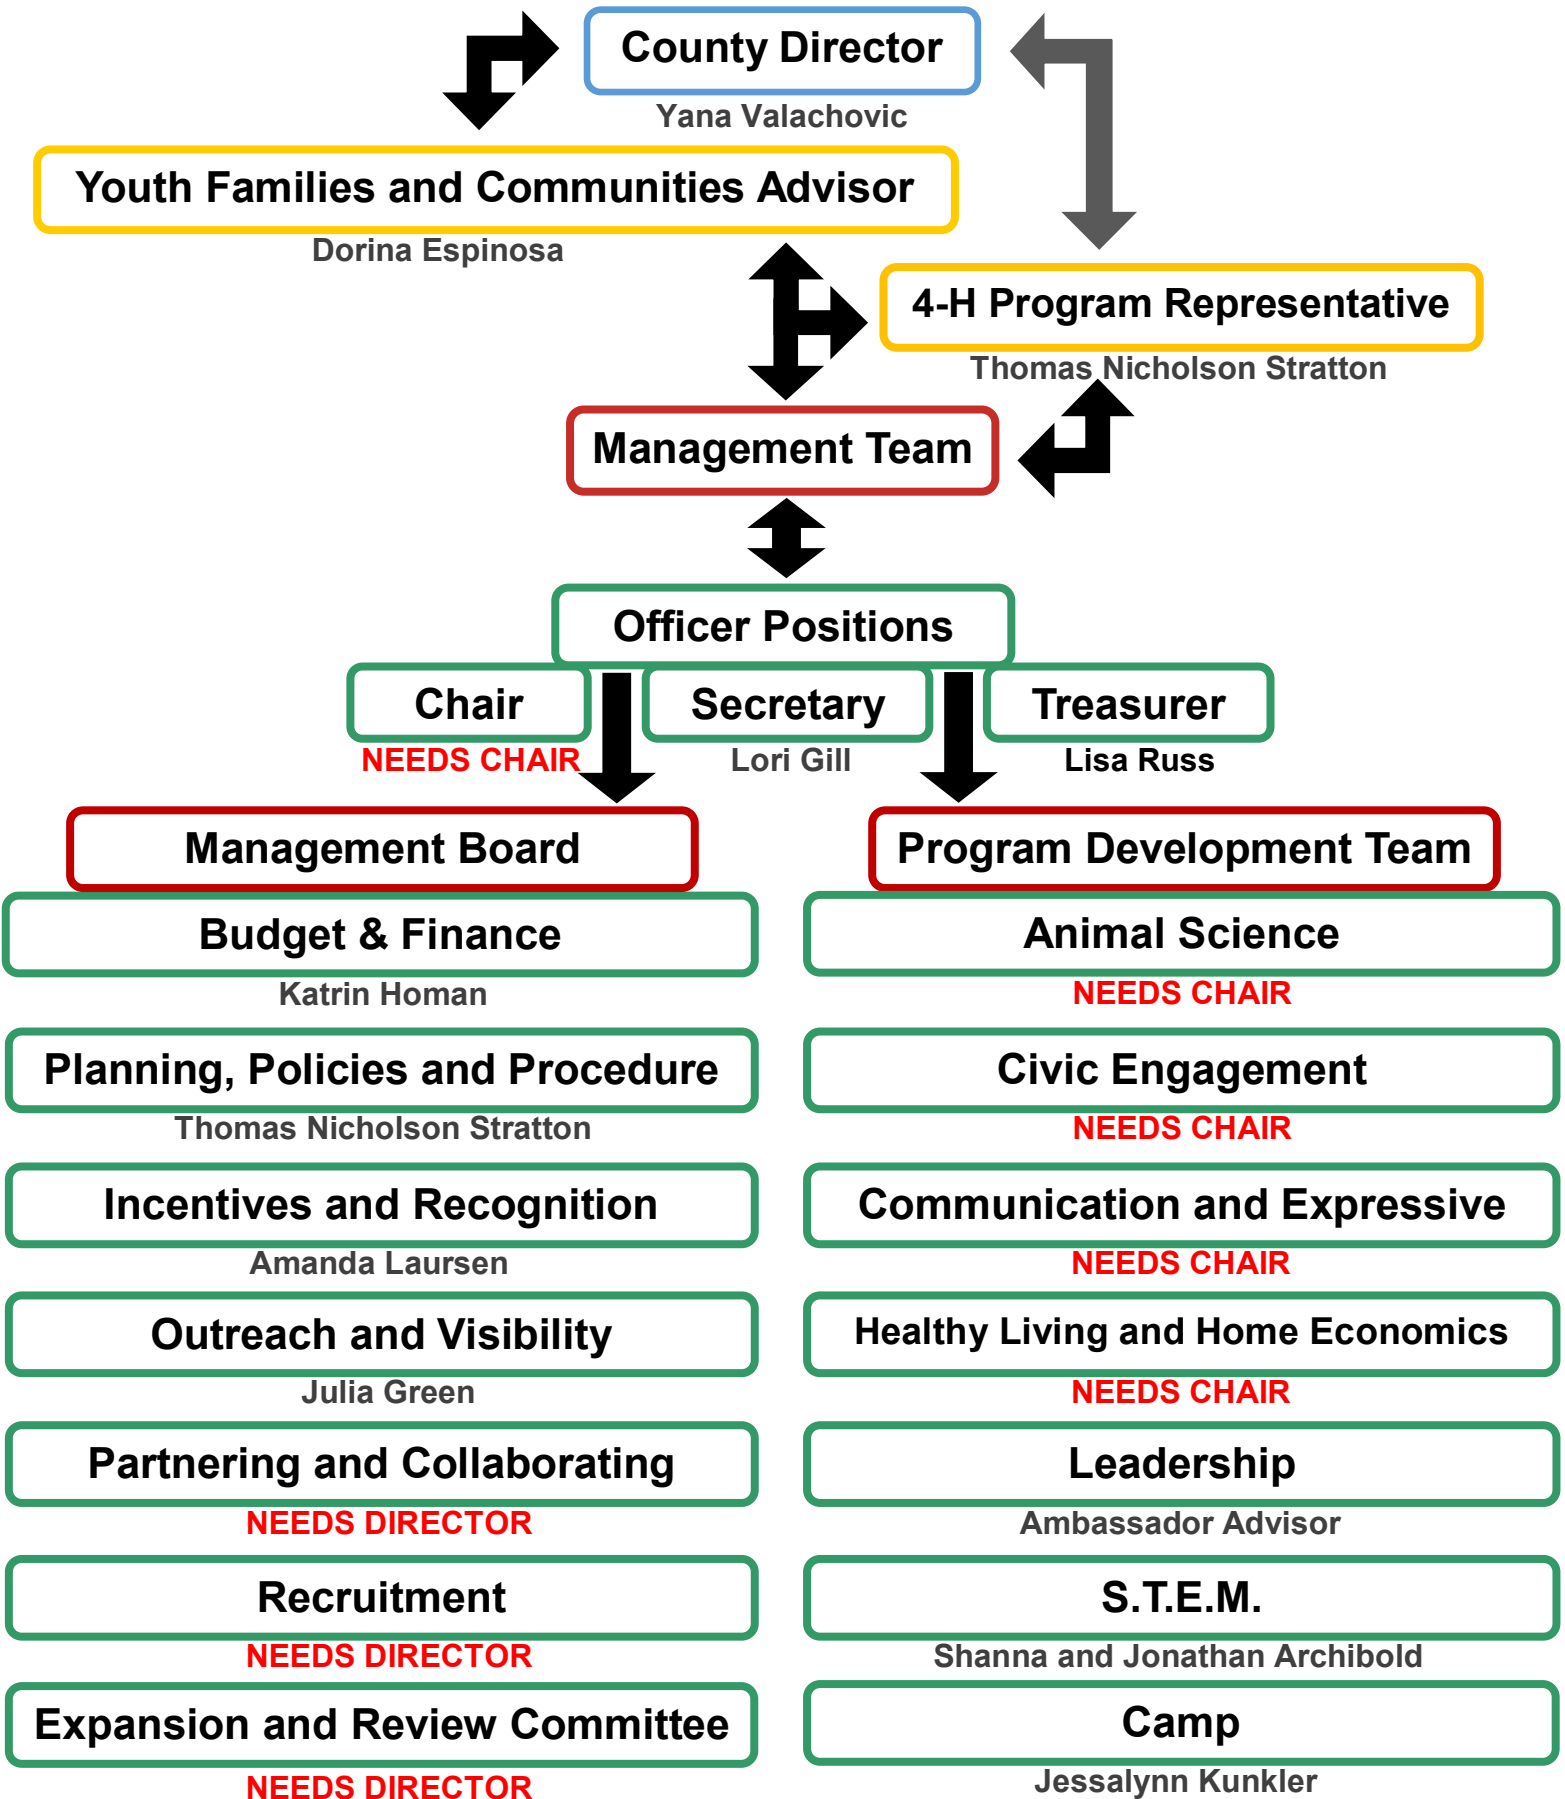 County Director
Yana Valachovic
Youth Families and Communities Advisor
Dorina Espinosa
4-H Program Representative
Thomas Nicholson Stratton
Management Team
Officer Positions
Chair
NEEDS CHAIR
Secretary
Lori Gill
Treasurer
Lisa Russ
Management Board
Budget & Finance
Katrin Homan
Planning, Policies and Procedure
Thomas Nicholson Stratton
Incentives and Recognition
Amanda Laursen
Outreach and Visibility
Julia Green
Partnering and Collaborating
NEEDS DIRECTOR
Recruitment
NEEDS DIRECTOR
Expansion and Review Committee
NEEDS DIRECTOR
Program Development Team
Animal Science
NEEDS CHAIR
Civic Engagement
NEEDS CHAIR
Communication and Expressive
NEEDS CHAIR
Healthy Living and Home Economics
NEEDS CHAIR
Leadership
Ambassador Advisor
S.T.E.M.
Shanna and Jonathan Archibold
Camp
Jessalynn Kunkler